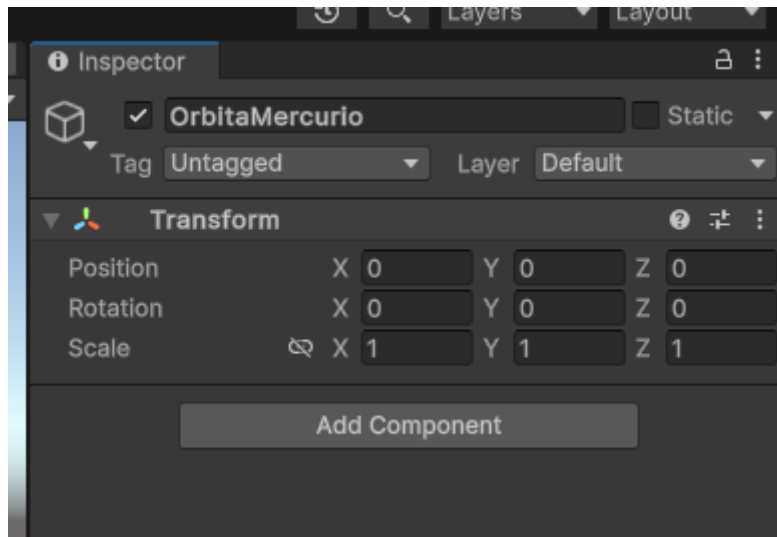 Layers Layout
Inspector
OrbitaMercurio Static
Tag Untagged Layer Default
Transform
Position X 0 Y 0 Z 0
Rotation X 0 Y 0 Z 0
Scale X 1 Y 1 Z 1
Add Component